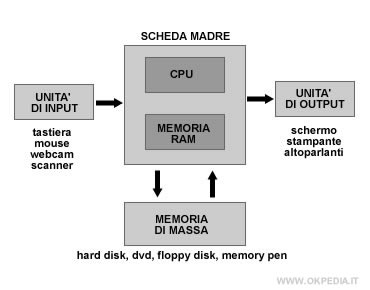 SCHEDA MADRE
CPU
UNITA'
DI INPUT
UNITA'
DI OUTPUT
tastiera
mouse
webcam
scanner
MEMORIA
RAM
schermo
stampante
altoparlanti
MEMORIA
DI MASSA
hard disk, dvd, floppy disk, memory pen
WWW.OKPEDIA.IT